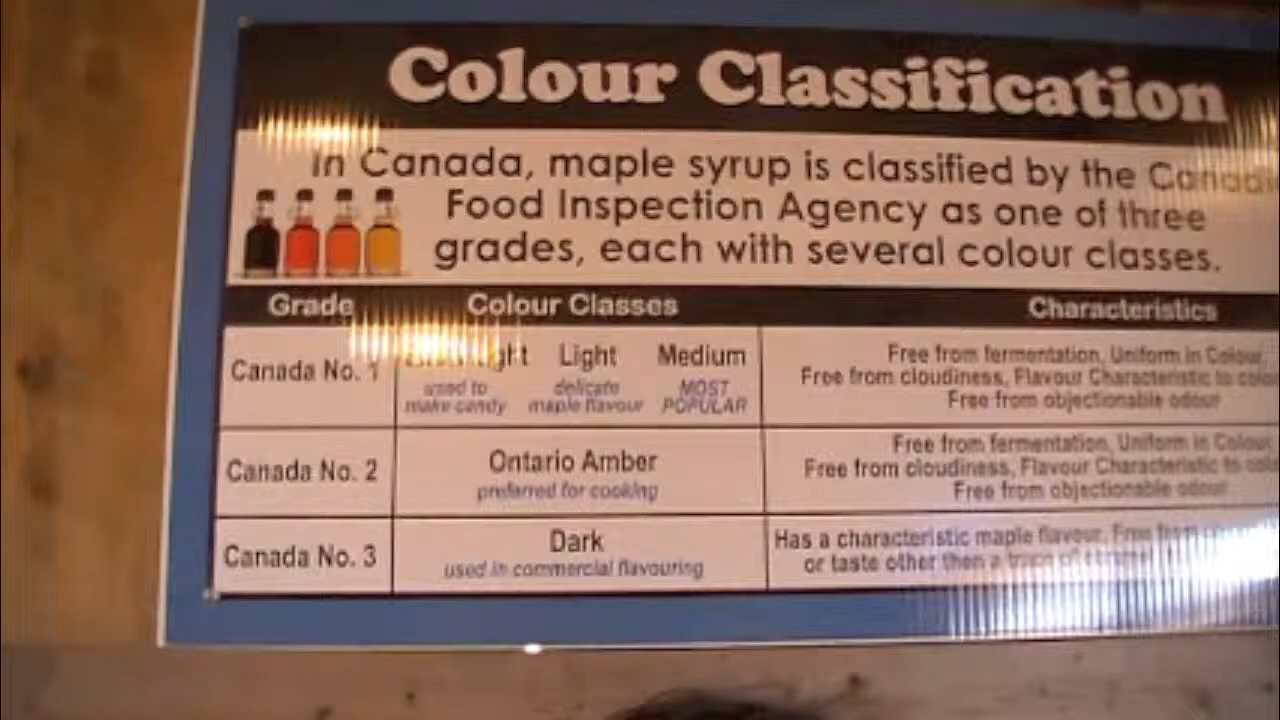 Colour Classification
In Canada, maple syrup is classified by the
Food Inspection Agency as one of three
grades, each with several colour classes.
Grade Colour Classes Characteristics
Canada No. 1
Light Medium
used to delicate MOST
make candy maple flavour POPULAR
Free from fermentation, Uniform in Colour,
Free from cloudiness, Flavour Characteristic to
Free from objectionable odour
Canada No. 2
Ontario Amber
preferred for cooking
Free from fermentation, Uniform in Colour,
Free from cloudiness, Flavour Characteristic to
Free from objectionable odour
Canada No. 3
Dark
used in commercial flavouring
Has a characteristic maple flavour. Free from
or taste other then a trace of